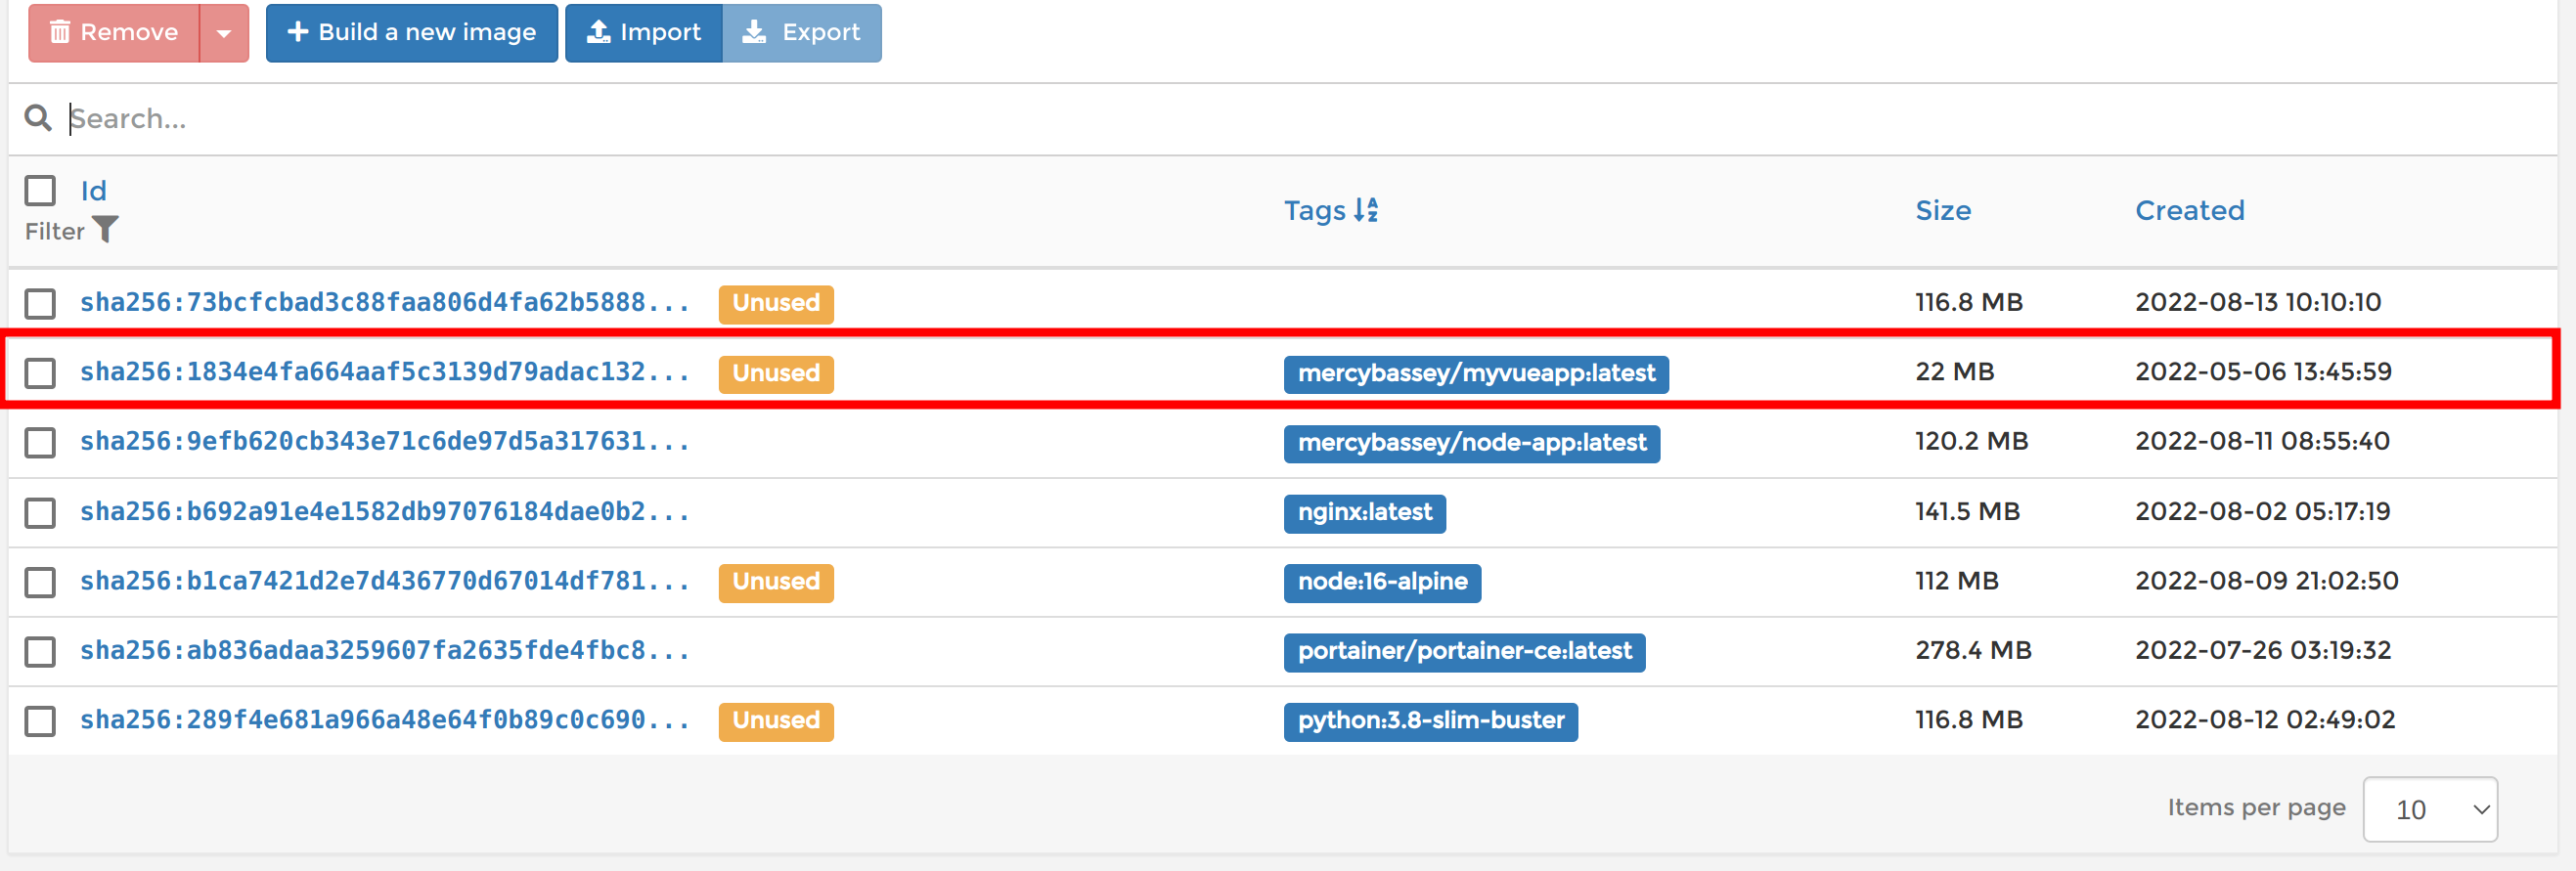 Remove Build a new image Import Export
Search...
Id
Filter
Tags Size Created
sha256:73bcfcbad3c88faa806d4fa62b5888... Unused 116.8 MB 2022-08-13 10:10:10
sha256:1834e4fa664aaf5c3139d79adac132... Unused mercybassey/myvueapp:latest 22 MB 2022-05-06 13:45:59
sha256:9efb620cb343e71c6de97d5a317631... mercybassey/node-app:latest 120.2 MB 2022-08-11 08:55:40
sha256:b692a91e4e1582db97076184dae0b2... nginx:latest 141.5 MB 2022-08-02 05:17:19
sha256:b1ca7421d2e7d436770d67014df781... Unused node:16-alpine 112 MB 2022-08-09 21:02:50
sha256:ab836adaa3259607fa2635fde4fbc8... portainer/portainer-ce:latest 278.4 MB 2022-07-26 03:19:32
sha256:289f4e681a966a48e64f0b89c0c690... Unused python:3.8-slim-buster 116.8 MB 2022-08-12 02:49:02
Items per page 10